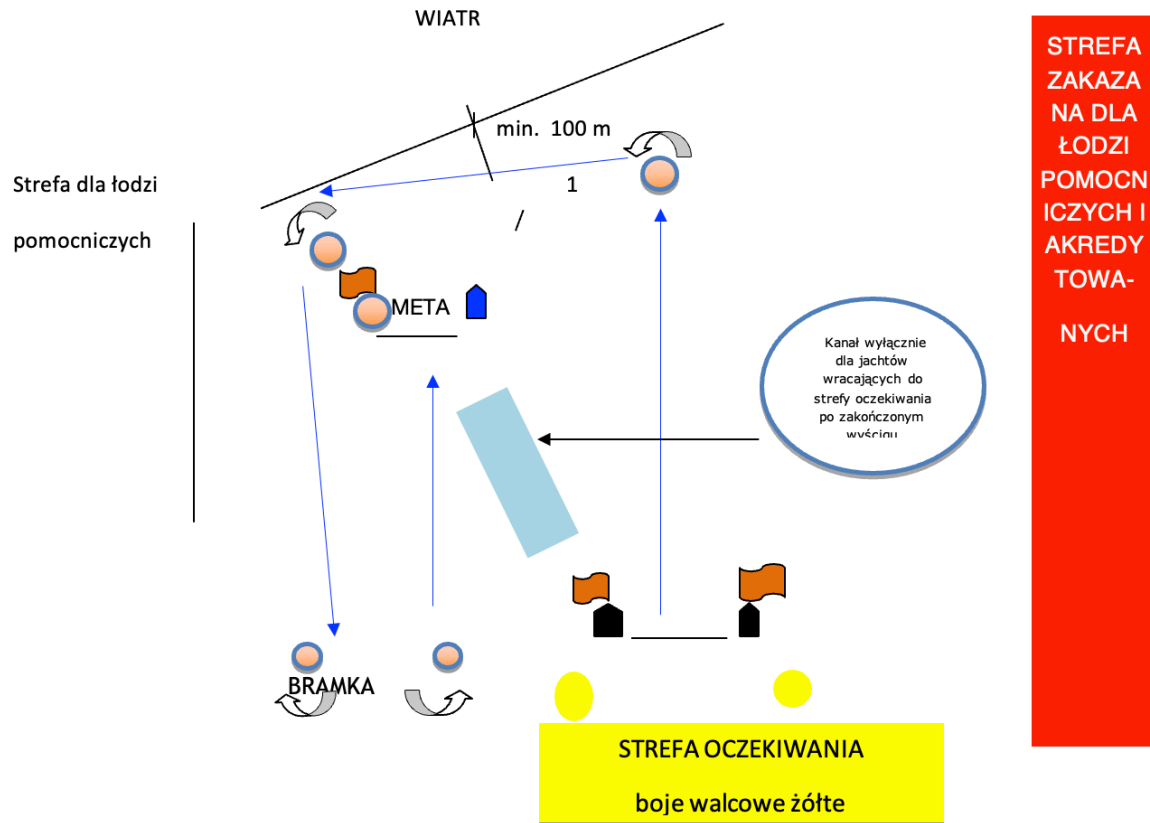 WIATR
min. 100 m
1
/
Strefa dla łodzi
pomocniczych
META
Kanał wyłącznie
dla jachtów
wracających do
strefy oczekiwania
po zakończonym
wyścigu
BRAMKA
STREFA OCZEKIWANIA
boje walcowe żółte
STREFA
ZAKAZA
NA DLA
ŁODZI
POMOCN
ICZYCH I
AKREDY
TOWA-
NYCH